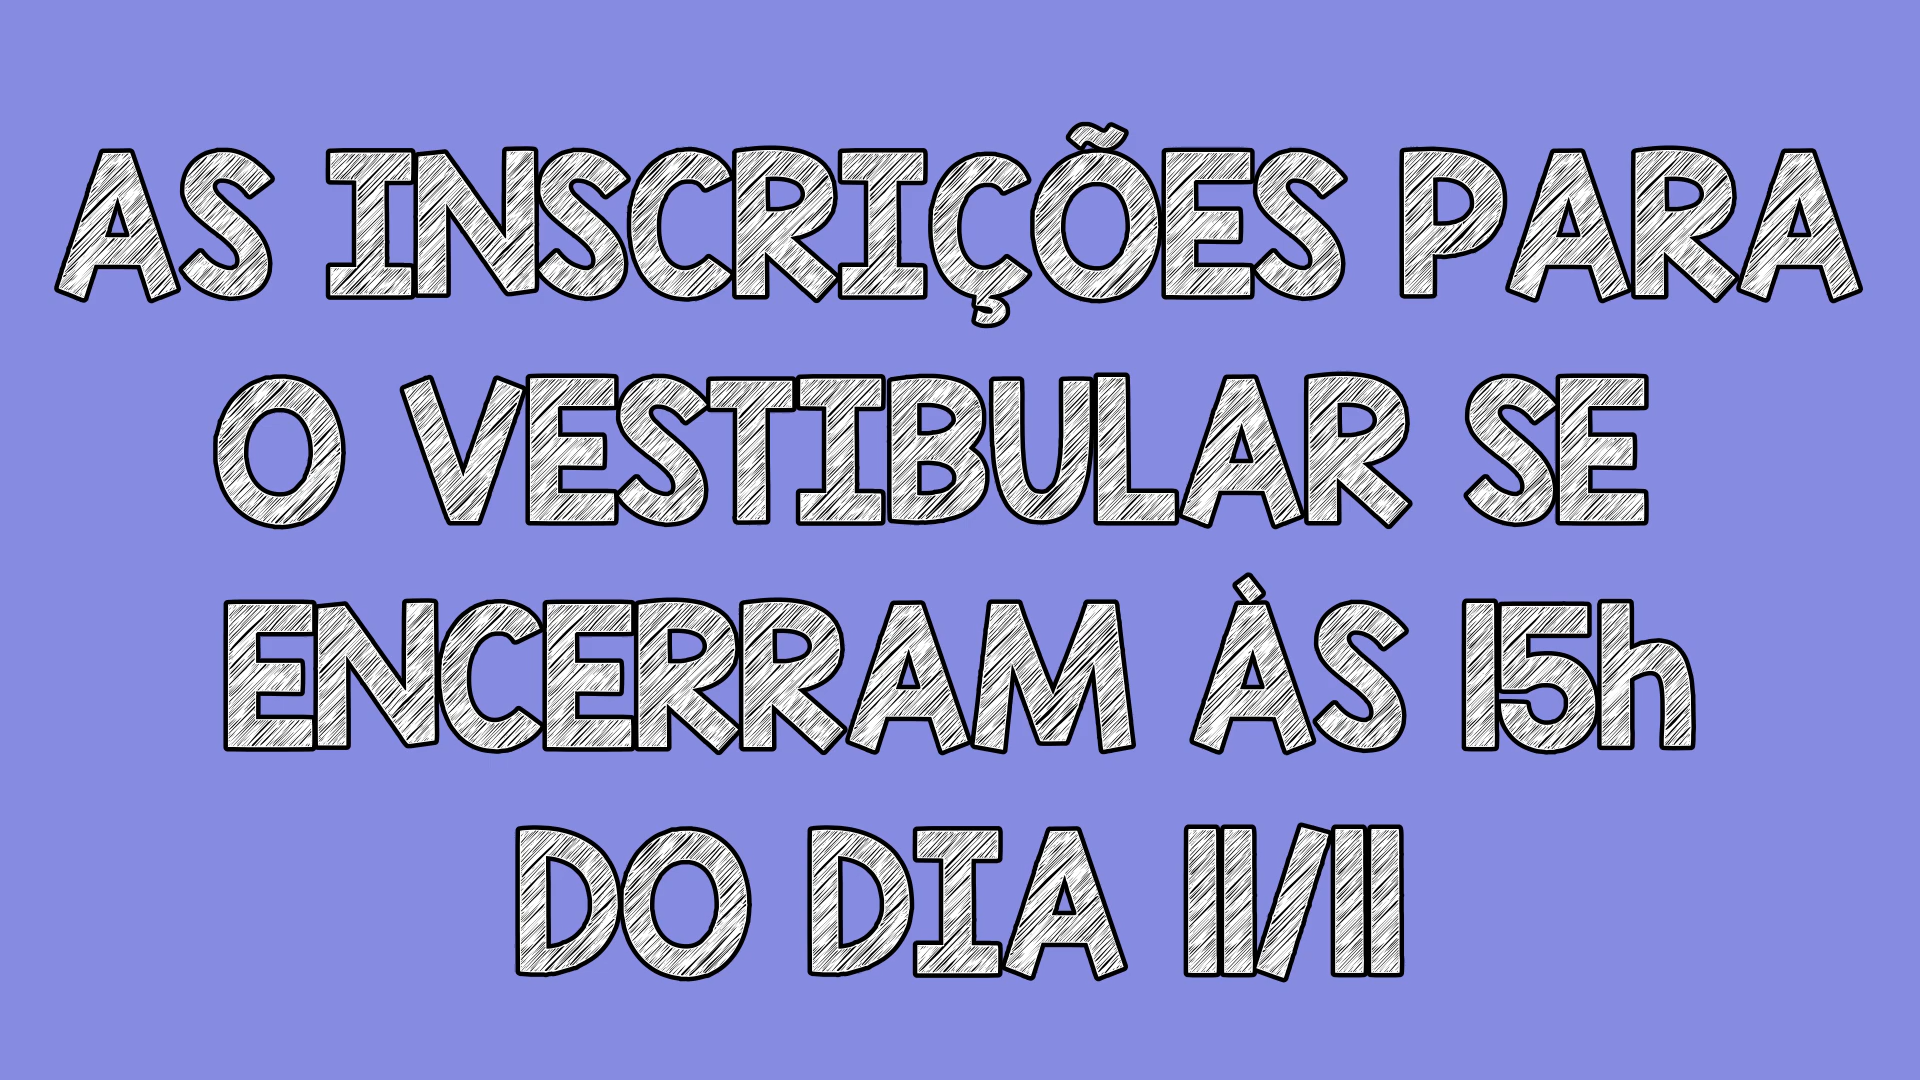 AS INSCRIÇÕES PARA
O VESTIBULAR SE
ENCERRAM ÀS 15h
DO DIA 11/11